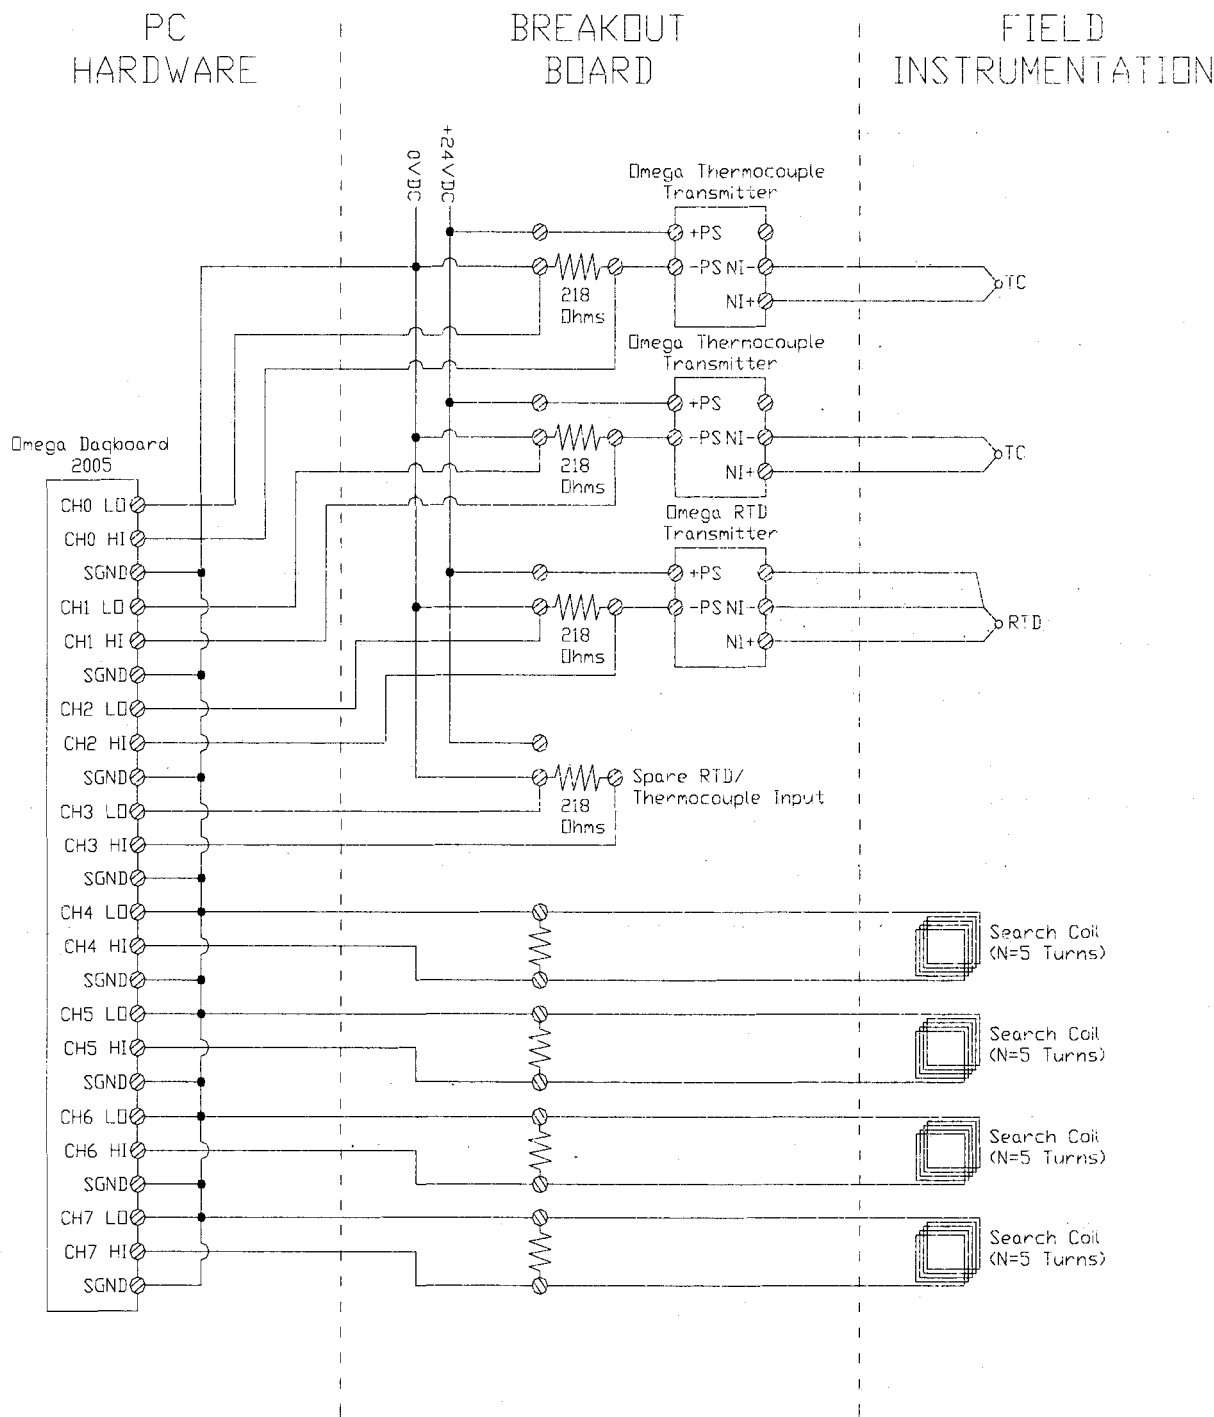 PC
HARDWARE
BREAKOUT
BOARD
FIELD
INSTRUMENTATION
0VDC
+24VDC
Omega Thermocouple
Transmitter
+PS
-PS NI-
NI+
218
Ohms
TC
Omega Thermocouple
Transmitter
+PS
-PS NI-
NI+
218
Ohms
TC
Omega RTD
Transmitter
+PS
-PS NI-
NI+
218
Ohms
RTD
Spare RTD/
Thermocouple Input
218
Ohms
Omega Daqboard
2005
CH0 LO
CH0 HI
SGND
CH1 LO
CH1 HI
SGND
CH2 LO
CH2 HI
SGND
CH3 LO
CH3 HI
SGND
CH4 LO
CH4 HI
SGND
CH5 LO
CH5 HI
SGND
CH6 LO
CH6 HI
SGND
CH7 LO
CH7 HI
SGND
Search Coil
(N=5 Turns)
Search Coil
(N=5 Turns)
Search Coil
(N=5 Turns)
Search Coil
(N=5 Turns)